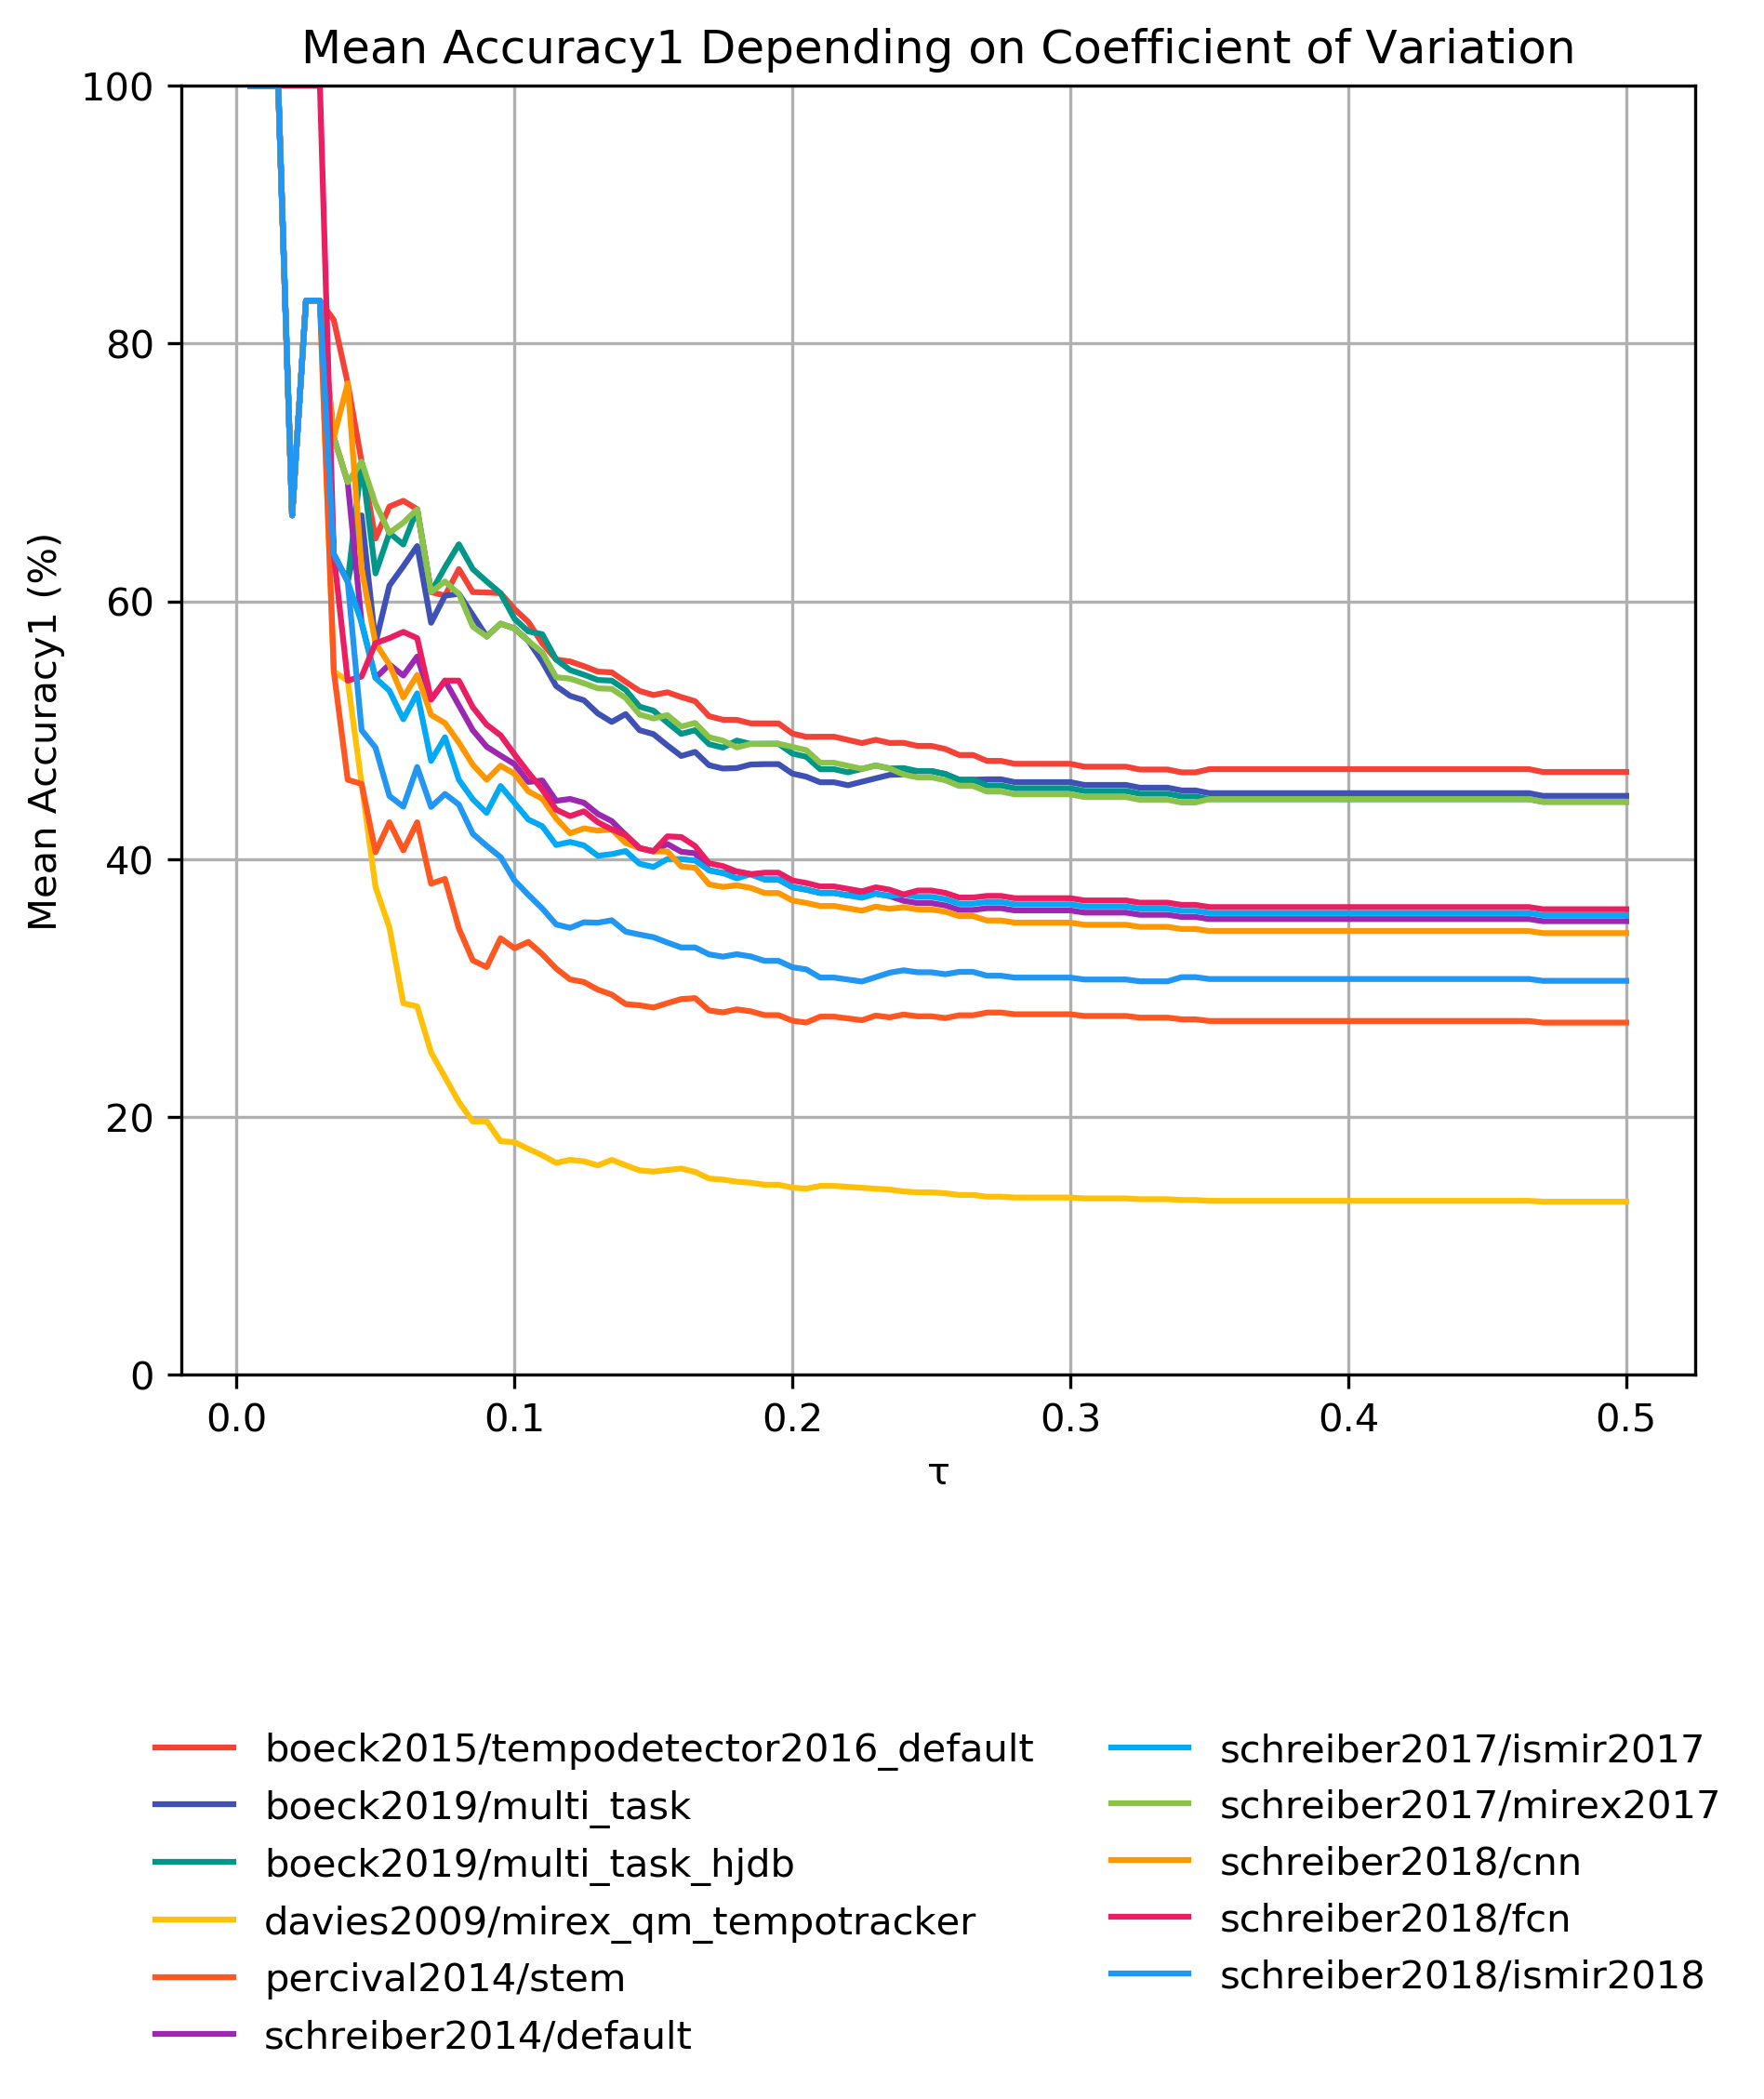 Mean Accuracy1 Depending on Coefficient of Variation
Mean Accuracy1 (%)
100
80
60
40
20
0
0.0 0.1 0.2 0.3 0.4 0.5
τ
boeck2015/tempodetector2016_default
boeck2019/multi_task
boeck2019/multi_task_hjdb
davies2009/mirex_qm_tempotracker
percival2014/stem
schreiber2014/default
schreiber2017/ismir2017
schreiber2017/mirex2017
schreiber2018/cnn
schreiber2018/fcn
schreiber2018/ismir2018